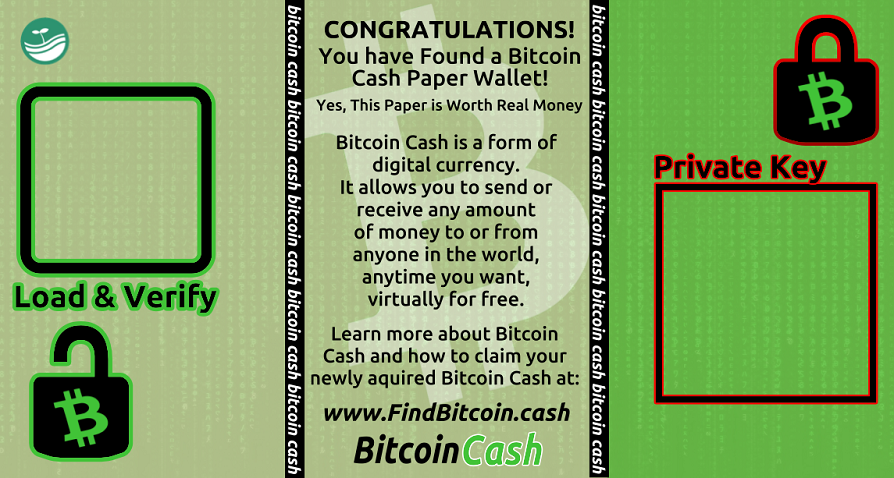 Load & Verify
bitcoin cash bitcoin cash bitcoin cash bitcoin cash bitcoin cash bitcoin cash
CONGRATULATIONS!
You have Found a Bitcoin
Cash Paper Wallet!
Yes, This Paper is Worth Real Money
Bitcoin Cash is a form of
digital currency.
It allows you to send or
receive any amount
of money to or from
anyone in the world,
anytime you want,
virtually for free.
Learn more about Bitcoin
Cash and how to claim your
newly aquired Bitcoin Cash at:
www.FindBitcoin.cash
BitcoinCash
bitcoin cash bitcoin cash bitcoin cash bitcoin cash bitcoin cash bitcoin cash
Private Key